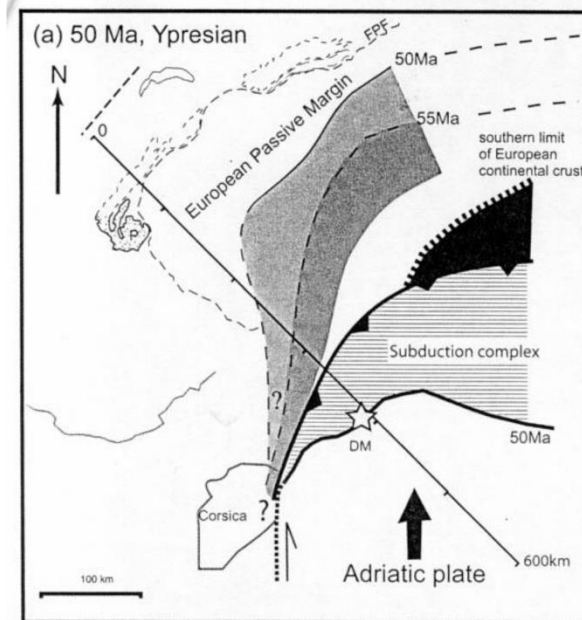 (a) 50 Ma, Ypresian
EPF
N
50Ma
0
European Passive Margin
55Ma
southern limit
of European
continental crust
P
Subduction complex
?
DM
50Ma
?
Corsica
Adriatic plate
600km
100 km